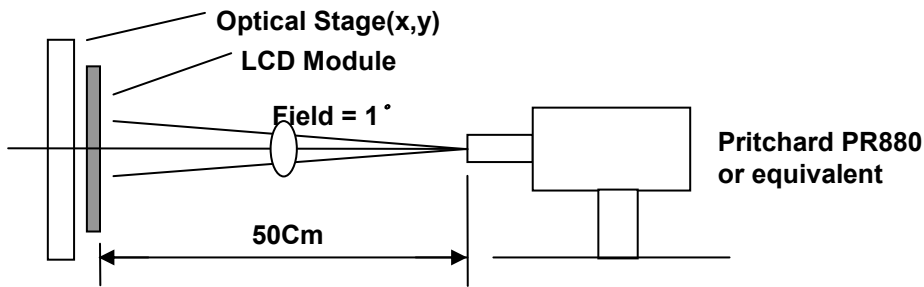 Optical Stage(x,y)
LCD Module
Field = 1˚
Pritchard PR880
or equivalent
50Cm